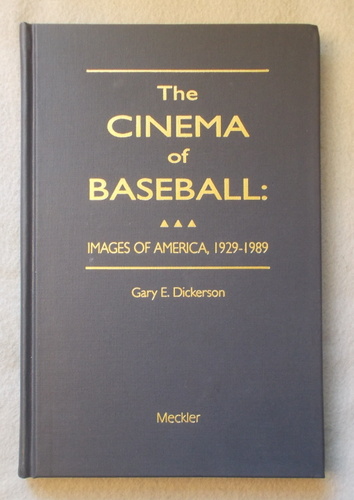 The
CINEMA
of
BASEBALL:
▲▲▲
IMAGES OF AMERICA, 1929-1989
Gary E. Dickerson
Meckler